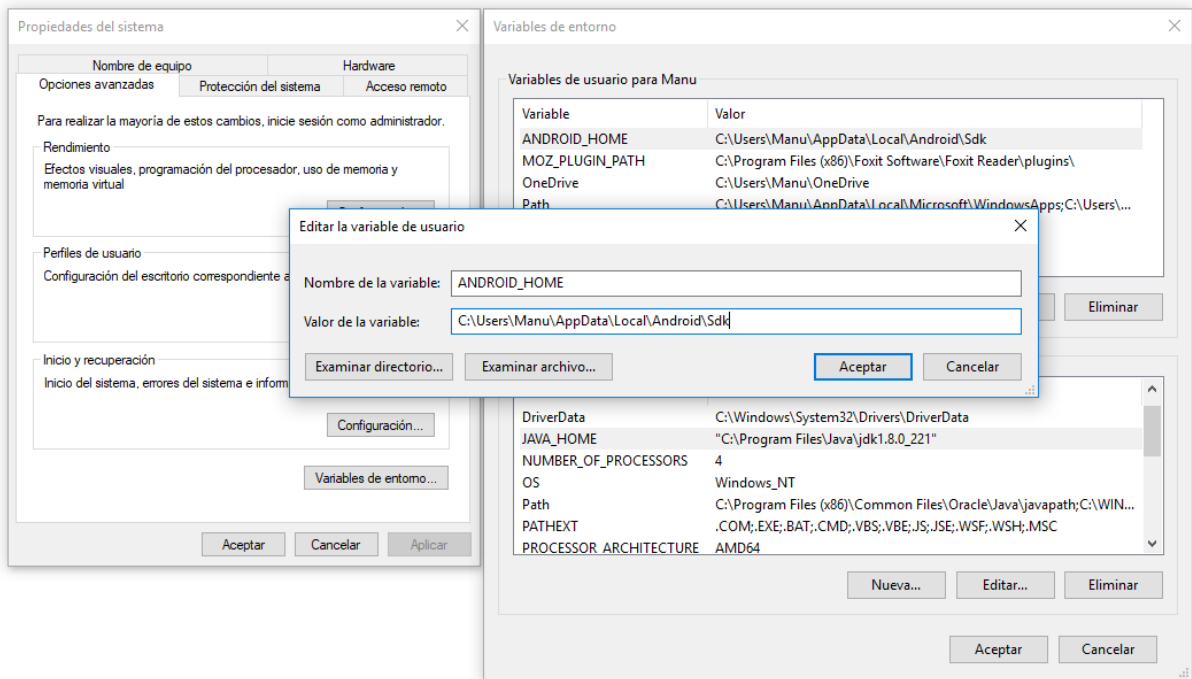 Propiedades del sistema
Nombre de equipo
Hardware
Opciones avanzadas
Protección del sistema
Acceso remoto
Para realizar la mayoría de estos cambios, inicie sesión como administrador.
Rendimiento
Efectos visuales, programación del procesador, uso de memoria y
memoria virtual
Perfiles de usuario
Configuración del escritorio correspondiente a
Inicio y recuperación
Inicio del sistema, errores del sistema e inform
Configuración...
Variables de entorno...
Aceptar
Cancelar
Aplicar
Variables de entorno
Variables de usuario para Manu
Variable Valor
ANDROID_HOME C:\Users\Manu\AppData\Local\Android\Sdk
MOZ_PLUGIN_PATH C:\Program Files (x86)\Foxit Software\Foxit Reader\plugins\
OneDrive C:\Users\Manu\OneDrive
Path C:\Users\Manu\AppData\Local\Microsoft\WindowsApps;C:\Users\...
Eliminar
Editar la variable de usuario
Nombre de la variable: ANDROID_HOME
Valor de la variable: C:\Users\Manu\AppData\Local\Android\Sdk
Examinar directorio...
Examinar archivo...
Aceptar
Cancelar
DriverData C:\Windows\System32\Drivers\DriverData
JAVA_HOME "C:\Program Files\Java\jdk1.8.0_221"
NUMBER_OF_PROCESSORS 4
OS Windows_NT
Path C:\Program Files (x86)\Common Files\Oracle\Java\javapath;C:\WIN...
PATHEXT .COM;.EXE;.BAT;.CMD;.VBS;.VBE;.JS;.JSE;.WSF;.WSH;.MSC
PROCESSOR_ARCHITECTURE AMD64
Nueva...
Editar...
Eliminar
Aceptar
Cancelar